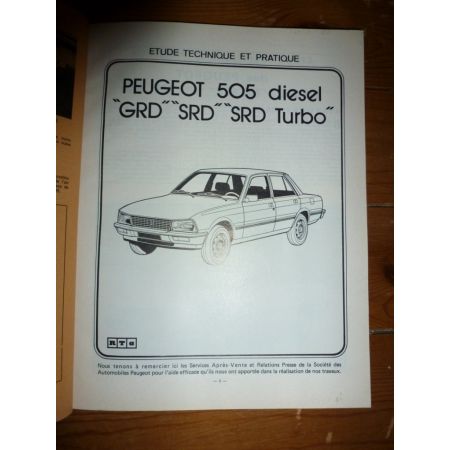 ETUDE TECHNIQUE ET PRATIQUE
PEUGEOT 505 diesel
"GRD" "SRD" "SRD Turbo"
RTa
Nous tenons à remercier ici les Services Après Vente et Relations Presse de la Société des
Automobiles Peugeot pour l'aide efficace qu'ils nous ont apportée dans la réalisation de nos travaux.